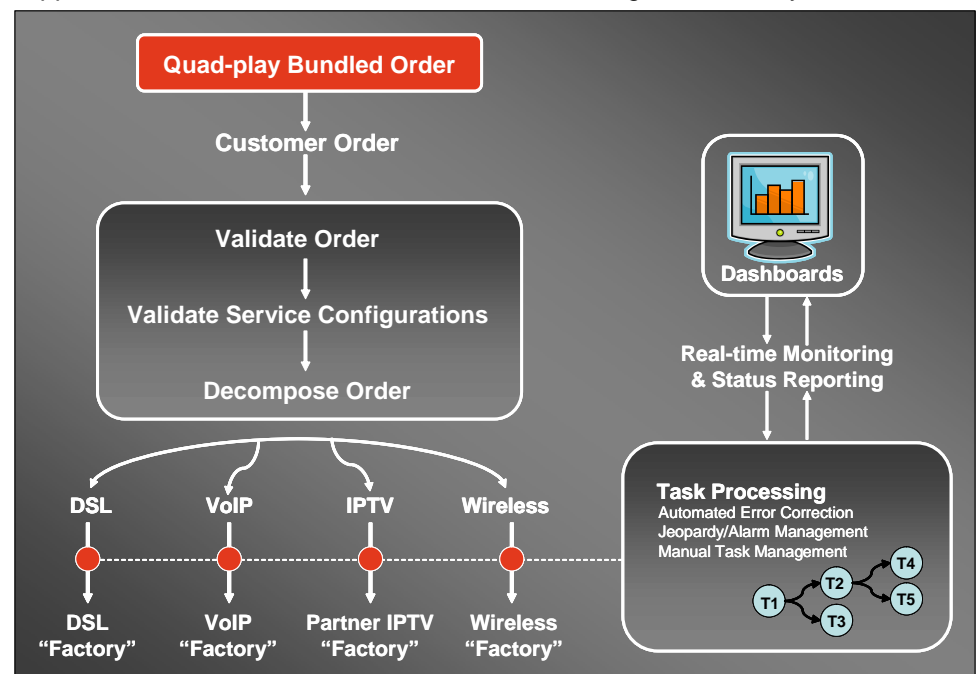 Quad-play Bundled Order
Customer Order
Validate Order
Validate Service Configurations
Decompose Order
DSL
VoIP
IPTV
Wireless
DSL
"Factory"
VoIP
"Factory"
Partner IPTV
"Factory"
Wireless
"Factory"
Dashboards
Real-time Monitoring
& Status Reporting
Task Processing
Automated Error Correction
Jeopardy/Alarm Management
Manual Task Management
T1
T2
T3
T4
T5